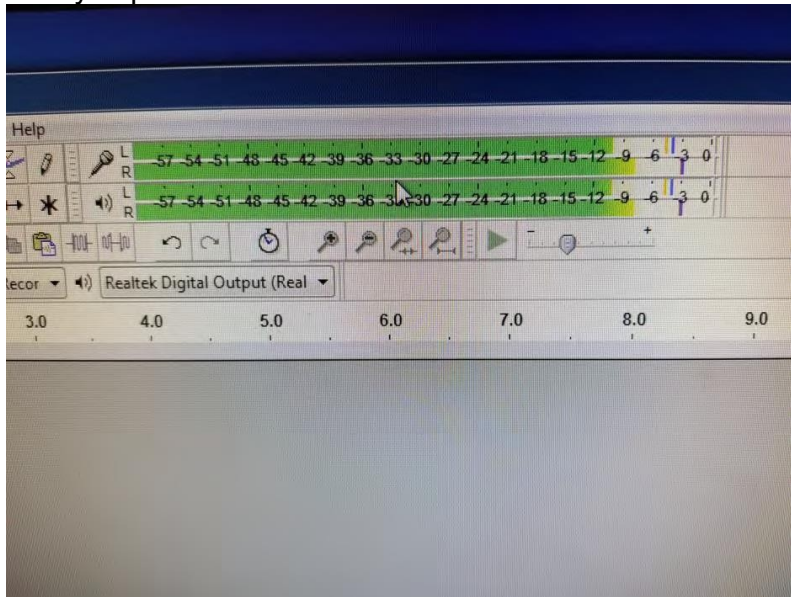 Help
L
R
-57 -54 -51 -48 -45 -42 -39 -36 -33 -30 -27 -24 -21 -18 -15 -12 -9 -6 -3 0
L
R
-57 -54 -51 -48 -45 -42 -39 -36 -30 -27 -24 -21 -18 -15 -12 -9 -6 -3 0
- +
Recor Realtek Digital Output (Real
3.0 4.0 5.0 6.0 7.0 8.0 9.0